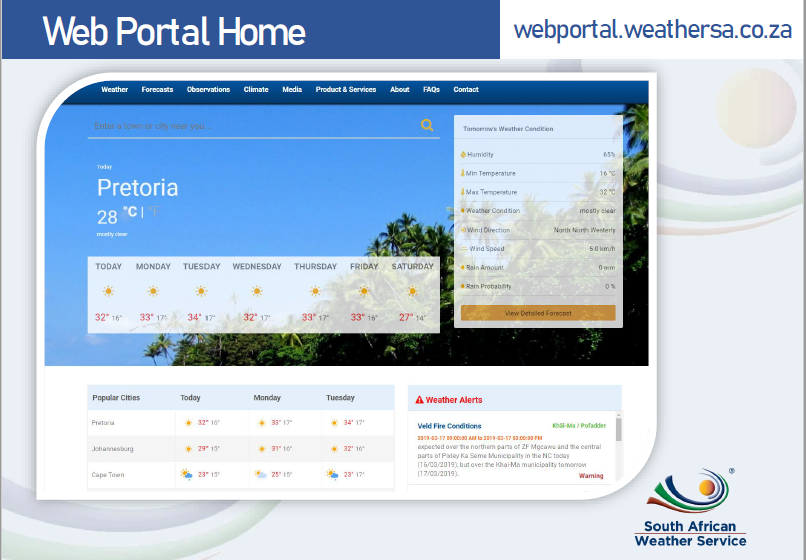 Web Portal Home
webportal.weathersa.co.za
Weather Forecasts Observations Climate Media Product & Services About FAQs Contact
Enter a town or city near you...
Today
Pretoria
28 °C | °F
mostly clear
TODAY MONDAY TUESDAY WEDNESDAY THURSDAY FRIDAY SATURDAY
32° 16° 33° 17° 34° 17° 32° 17° 33° 17° 33° 16° 27° 14°
Tomorrow's Weather Condition
Humidity 65%
Min Temperature 16 °C
Max Temperature 32 °C
Weather Condition mostly clear
Wind Direction North North Westerly
Wind Speed 5.0 km/h
Rain Amount 0 mm
Rain Probability 0 %
View Detailed Forecast
Popular Cities Today Monday Tuesday
Pretoria 32° 16° 33° 17° 34° 17°
Johannesburg 29° 15° 31° 16° 32° 16°
Cape Town 23° 15° 25° 15° 23° 17°
Weather Alerts
Veld Fire Conditions Khâi-Ma / Pofadder
2019-03-17 09:00:00 AM to 2019-03-17 03:00:00 PM
expected over the northern parts of ZF Mgcawu and the central
parts of Pixley Ka Seme Municipality in the NC today
(16/03/2019), but over the Khai-Ma municipality tomorrow
(17/03/2019).
Warning
®
South African
Weather Service